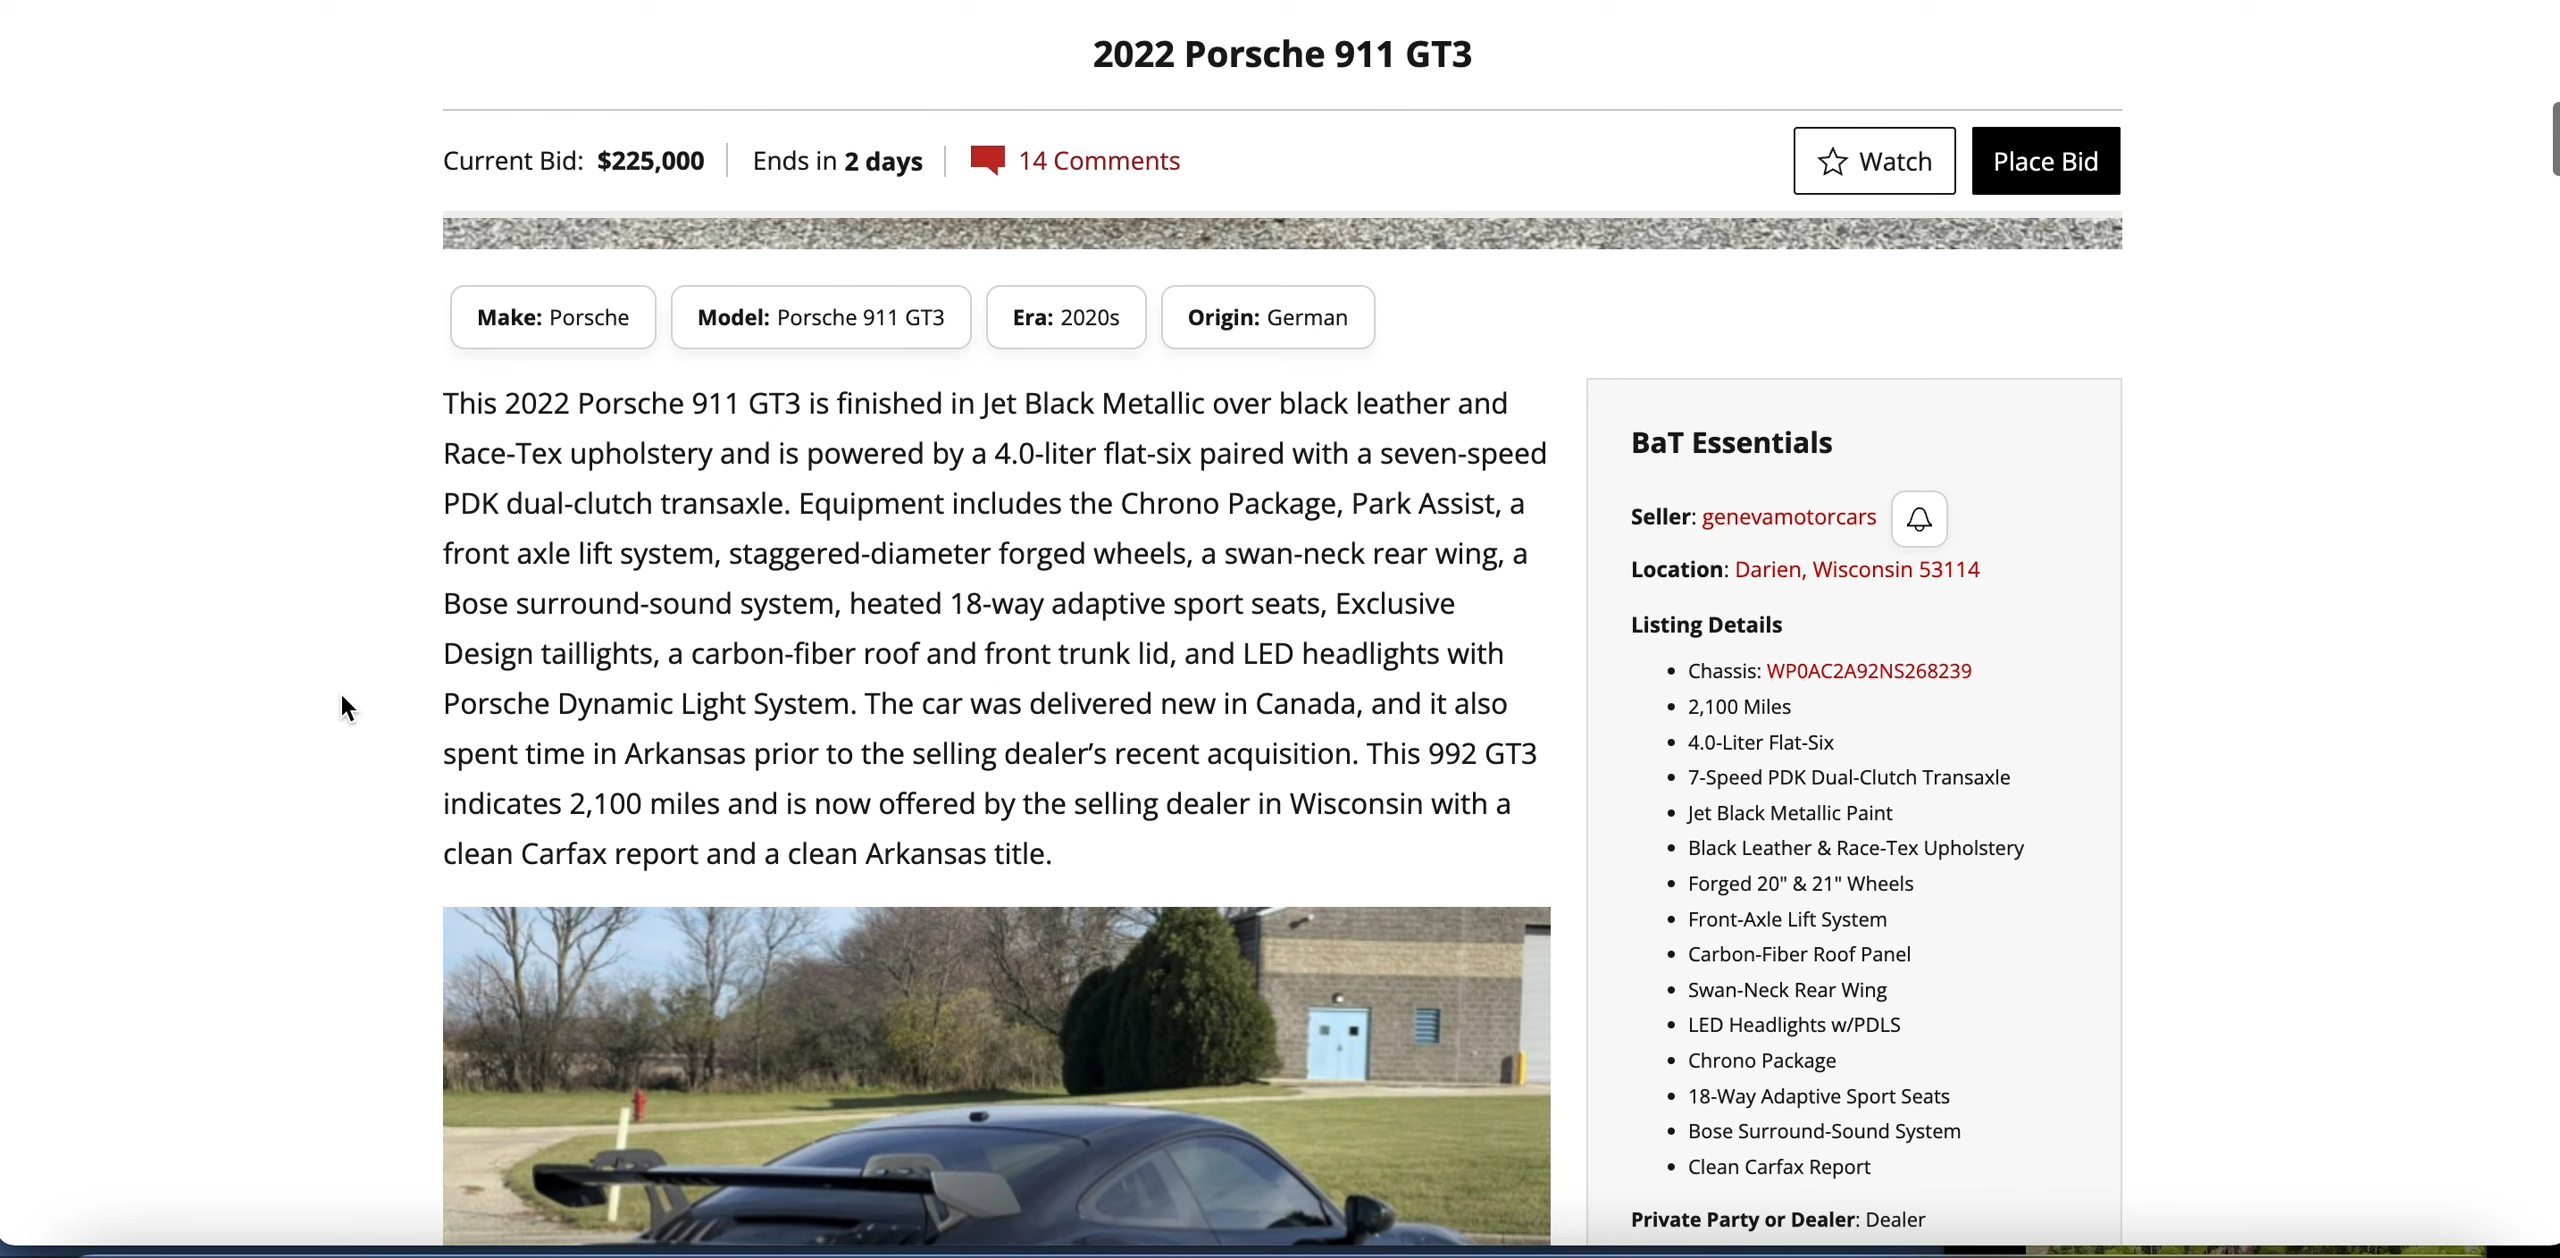 2022 Porsche 911 GT3
Current Bid: $225,000 Ends in 2 days 14 Comments Watch Place Bid
Make: Porsche Model: Porsche 911 GT3 Era: 2020s Origin: German
This 2022 Porsche 911 GT3 is finished in Jet Black Metallic over black leather and
Race-Tex upholstery and is powered by a 4.0-liter flat-six paired with a seven-speed
PDK dual-clutch transaxle. Equipment includes the Chrono Package, Park Assist, a
front axle lift system, staggered-diameter forged wheels, a swan-neck rear wing, a
Bose surround-sound system, heated 18-way adaptive sport seats, Exclusive
Design taillights, a carbon-fiber roof and front trunk lid, and LED headlights with
Porsche Dynamic Light System. The car was delivered new in Canada, and it also
spent time in Arkansas prior to the selling dealer’s recent acquisition. This 992 GT3
indicates 2,100 miles and is now offered by the selling dealer in Wisconsin with a
clean Carfax report and a clean Arkansas title.
BaT Essentials
Seller: genevamotorcars
Location: Darien, Wisconsin 53114
Listing Details
• Chassis: WP0AC2A92NS268239
• 2,100 Miles
• 4.0-Liter Flat-Six
• 7-Speed PDK Dual-Clutch Transaxle
• Jet Black Metallic Paint
• Black Leather & Race-Tex Upholstery
• Forged 20" & 21" Wheels
• Front-Axle Lift System
• Carbon-Fiber Roof Panel
• Swan-Neck Rear Wing
• LED Headlights w/PDLS
• Chrono Package
• 18-Way Adaptive Sport Seats
• Bose Surround-Sound System
• Clean Carfax Report
Private Party or Dealer: Dealer